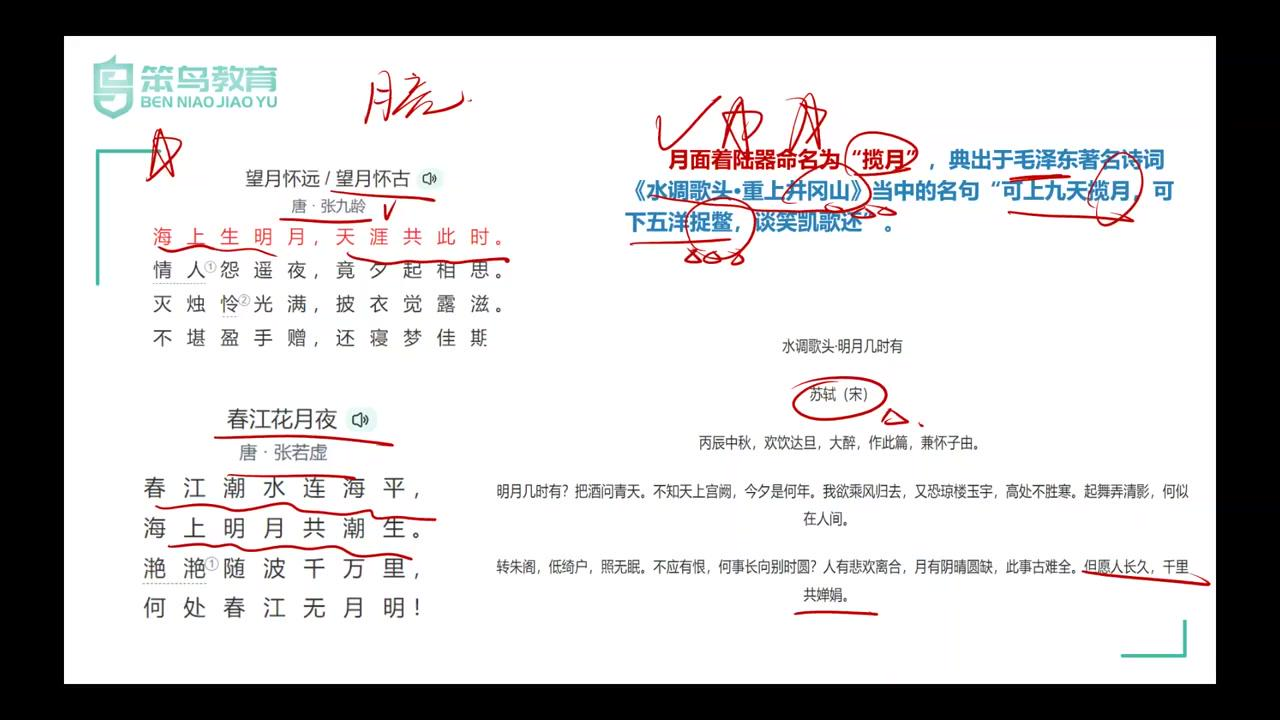 笨鸟教育
BEN NIAO JIAO YU
月亮
望月怀远 / 望月怀古
唐 · 张九龄
海上生明月，天涯共此时。
情人①怨遥夜，竟夕起相思。
灭烛怜②光满，披衣觉露滋。
不堪盈手赠，还寝梦佳期
春江花月夜
唐 · 张若虚
春江潮水连海平，
海上明月共潮生。
滟滟①随波千万里，
何处春江无月明！
月面着陆器命名为“揽月”，典出于毛泽东著名诗词
《水调歌头·重上井冈山》当中的名句“可上九天揽月，可
下五洋捉鳖，谈笑凯歌还”。
水调歌头·明月几时有
苏轼（宋）
丙辰中秋，欢饮达旦，大醉，作此篇，兼怀子由。
明月几时有？把酒问青天。不知天上宫阙，今夕是何年。我欲乘风归去，又恐琼楼玉宇，高处不胜寒。起舞弄清影，何似
在人间。
转朱阁，低绮户，照无眠。不应有恨，何事长向别时圆？人有悲欢离合，月有阴晴圆缺，此事古难全。但愿人长久，千里
共婵娟。